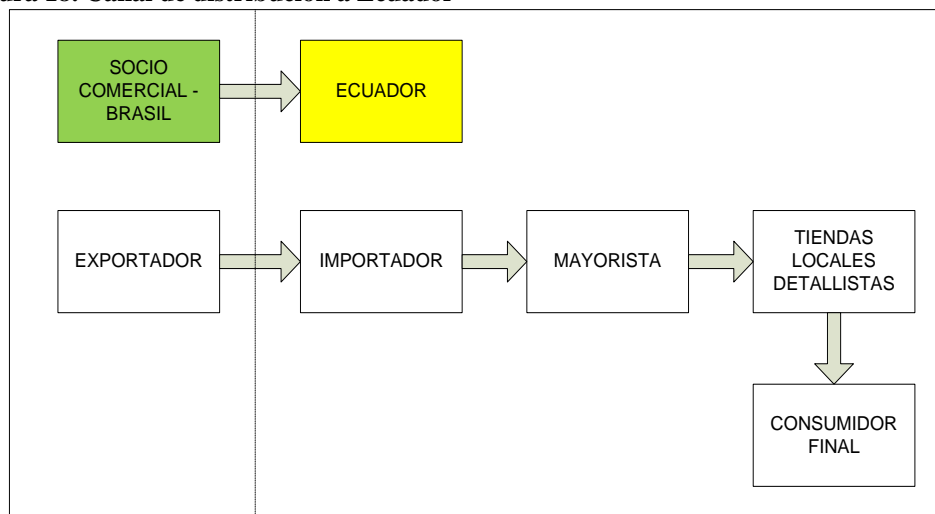 SOCIO
COMERCIAL -
BRASIL
ECUADOR
EXPORTADOR
IMPORTADOR
MAYORISTA
TIENDAS
LOCALES
DETALLISTAS
CONSUMIDOR
FINAL